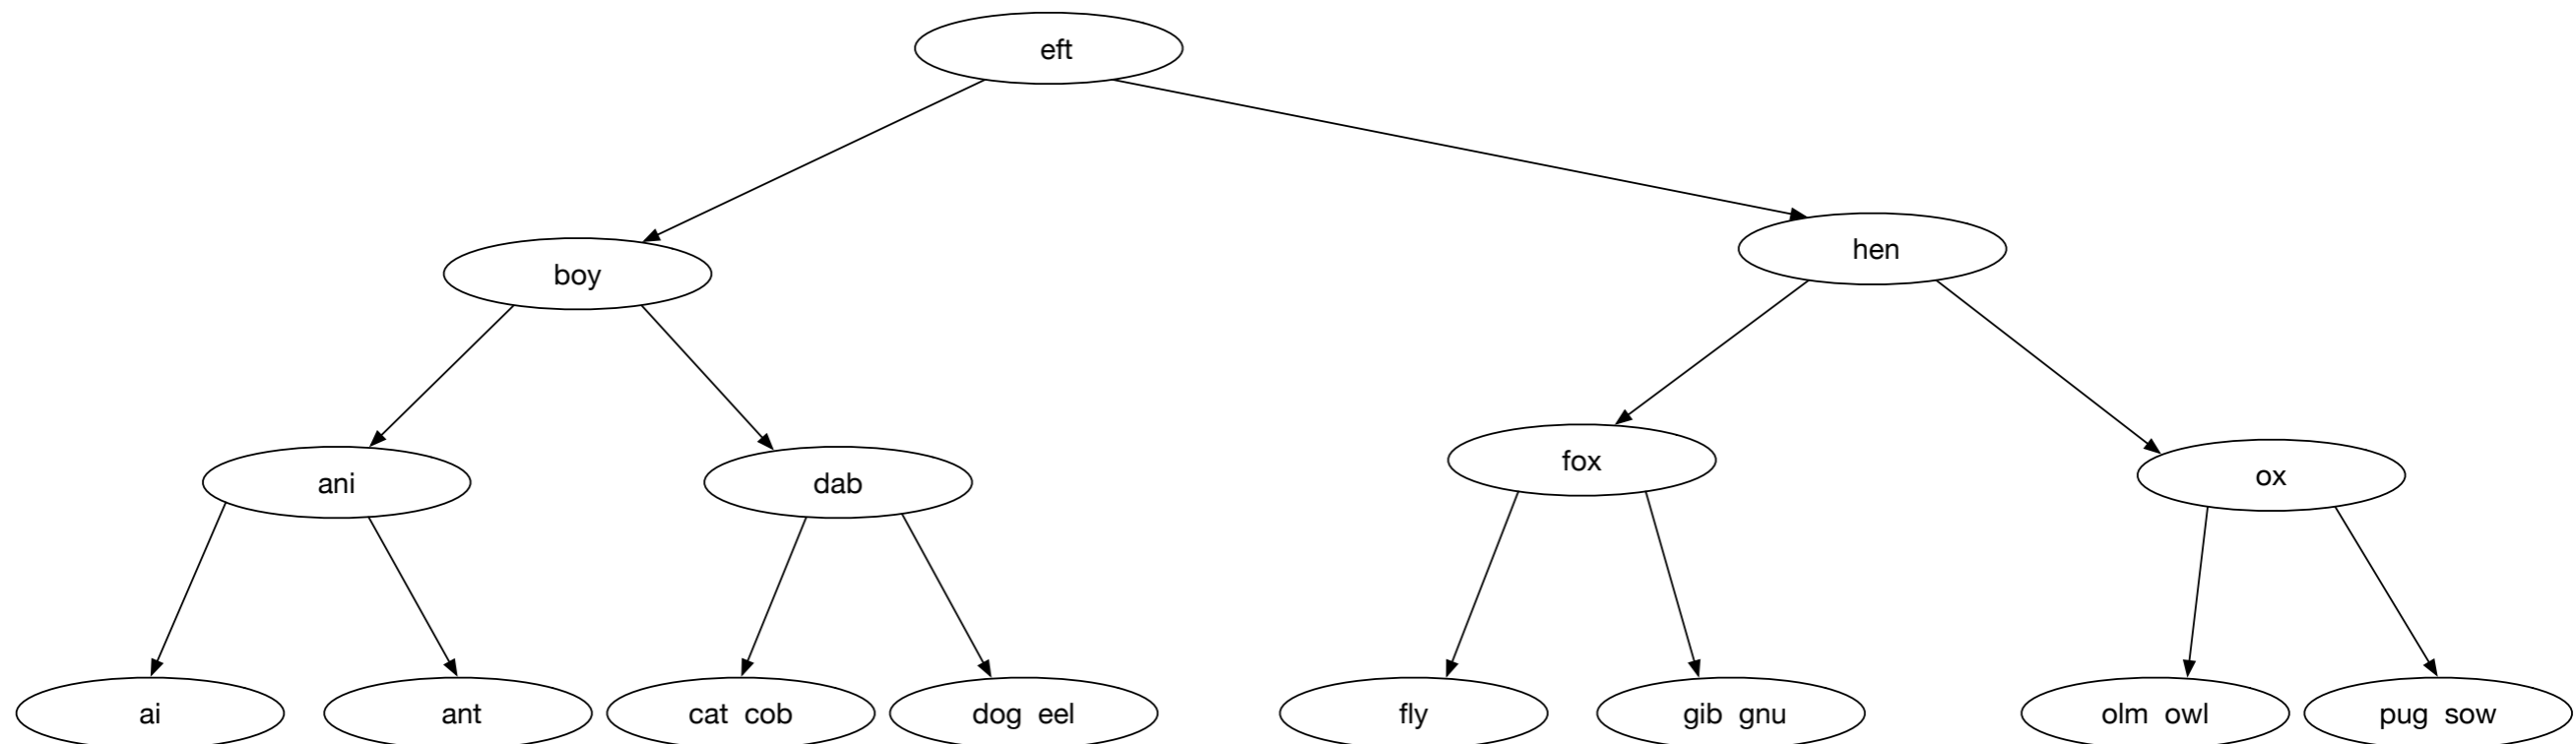 eft
boy
hen
ani
dab
fox
ox
ai
ant
cat cob
dog eel
fly
gib gnu
olm owl
pug sow